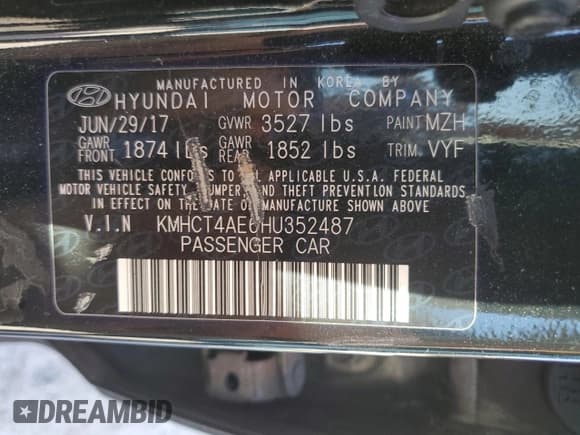 MANUFACTURED IN KOREA BY
HYUNDAI MOTOR COMPANY
JUN/29/17 GVWR 3527 lbs PAINT MZH
GAWR FRONT 1874 lbs GAWR REAR 1852 lbs TRIM VYF
THIS VEHICLE CONFORMS TO ALL APPLICABLE U.S.A. FEDERAL
MOTOR VEHICLE SAFETY, BUMPER, AND THEFT PREVENTION STANDARDS
IN EFFECT ON THE DATE OF MANUFACTURE SHOWN ABOVE.
V.I.N KMHCT4AE6HU352487
PASSENGER CAR
DREAMBID